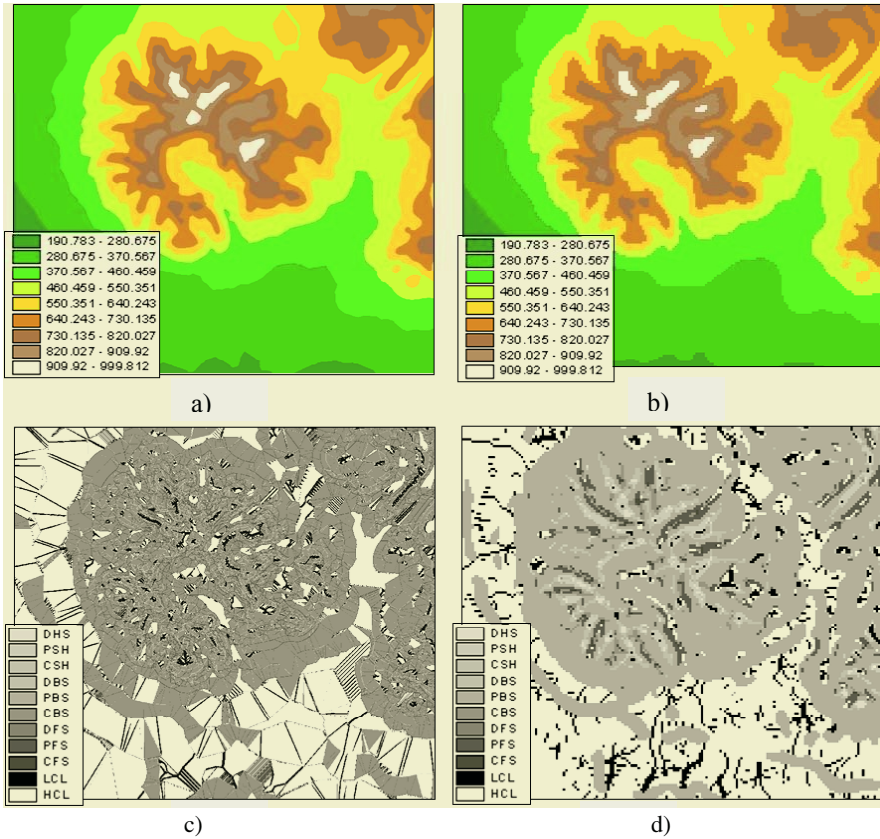 190.783 - 280.675
280.675 - 370.567
370.567 - 460.459
460.459 - 550.351
550.351 - 640.243
640.243 - 730.135
730.135 - 820.027
820.027 - 909.92
909.92 - 999.812
a)
190.783 - 280.675
280.675 - 370.567
370.567 - 460.459
460.459 - 550.351
550.351 - 640.243
640.243 - 730.135
730.135 - 820.027
820.027 - 909.92
909.92 - 999.812
b)
DHS
PSH
CSH
DBS
PBS
CBS
DFS
PFS
CFS
LCL
HCL
c)
DHS
PSH
CSH
DBS
PBS
CBS
DFS
PFS
CFS
LCL
HCL
d)